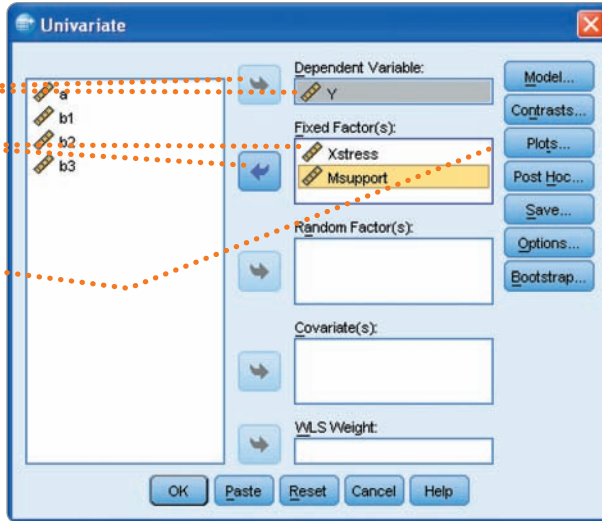 Univariate
Dependent Variable:
a
Y
Model...
b1
Contrasts...
b2
Fixed Factor(s):
Plots...
b3
Xstress
Msupport
Post Hoc...
Save...
Random Factor(s):
Options...
Bootstrap...
Covariate(s):
WLS Weight:
OK
Paste
Reset
Cancel
Help